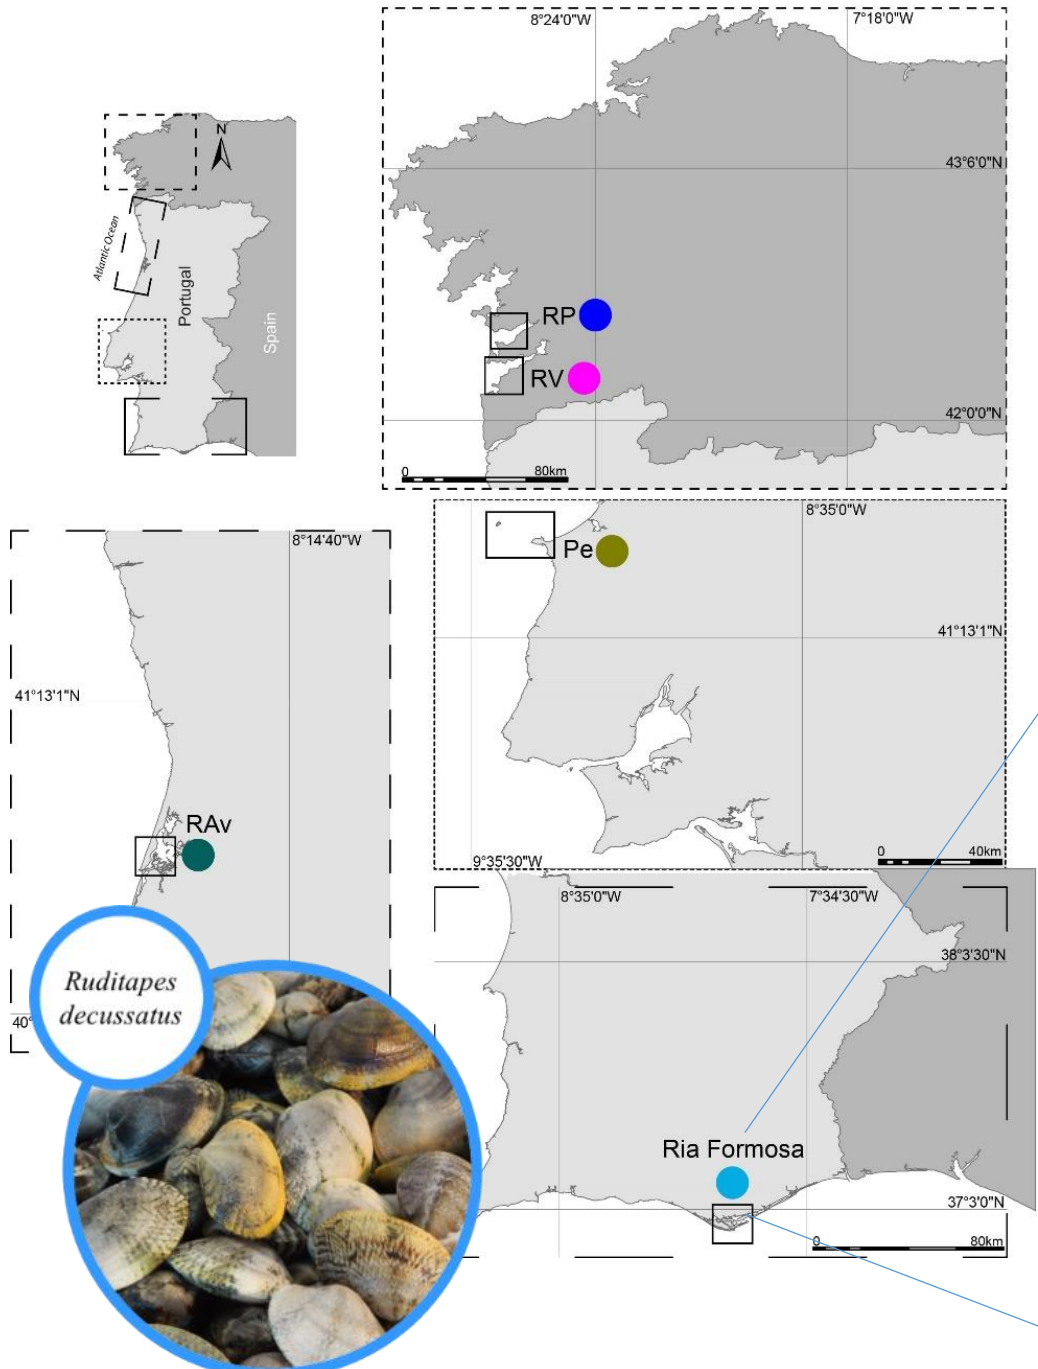 N
Atlantic Ocean
Portugal
Spain
8°24'0"W
7°18'0"W
43°6'0"N
RP
RV
42°0'0"N
0 80km
8°14'40"W
41°13'1"N
RAv
40°
8°35'0"W
Pe
41°13'1"N
0 40km
9°35'30"W
8°35'0"W
7°34'30"W
38°3'30"N
Ria Formosa
37°3'0"N
0 80km
Ruditapes
decussatus